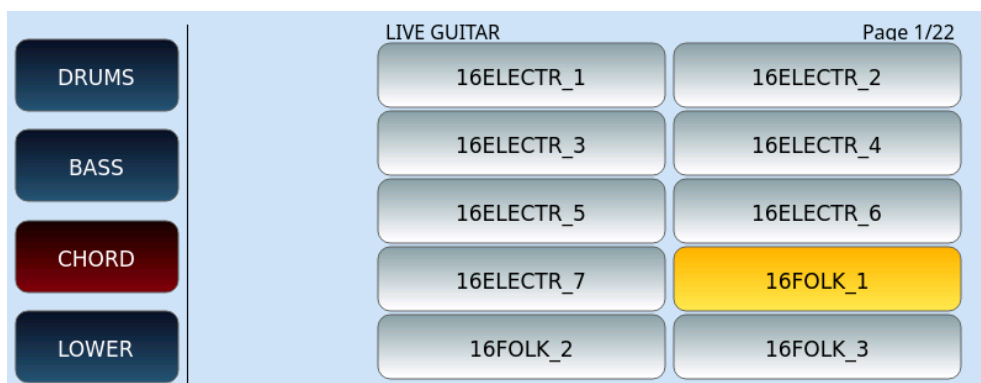 LIVE GUITAR Page 1/22
DRUMS 16ELECTR_1 16ELECTR_2
16ELECTR_3 16ELECTR_4
BASS
16ELECTR_5 16ELECTR_6
CHORD
16ELECTR_7 16FOLK_1
LOWER 16FOLK_2 16FOLK_3